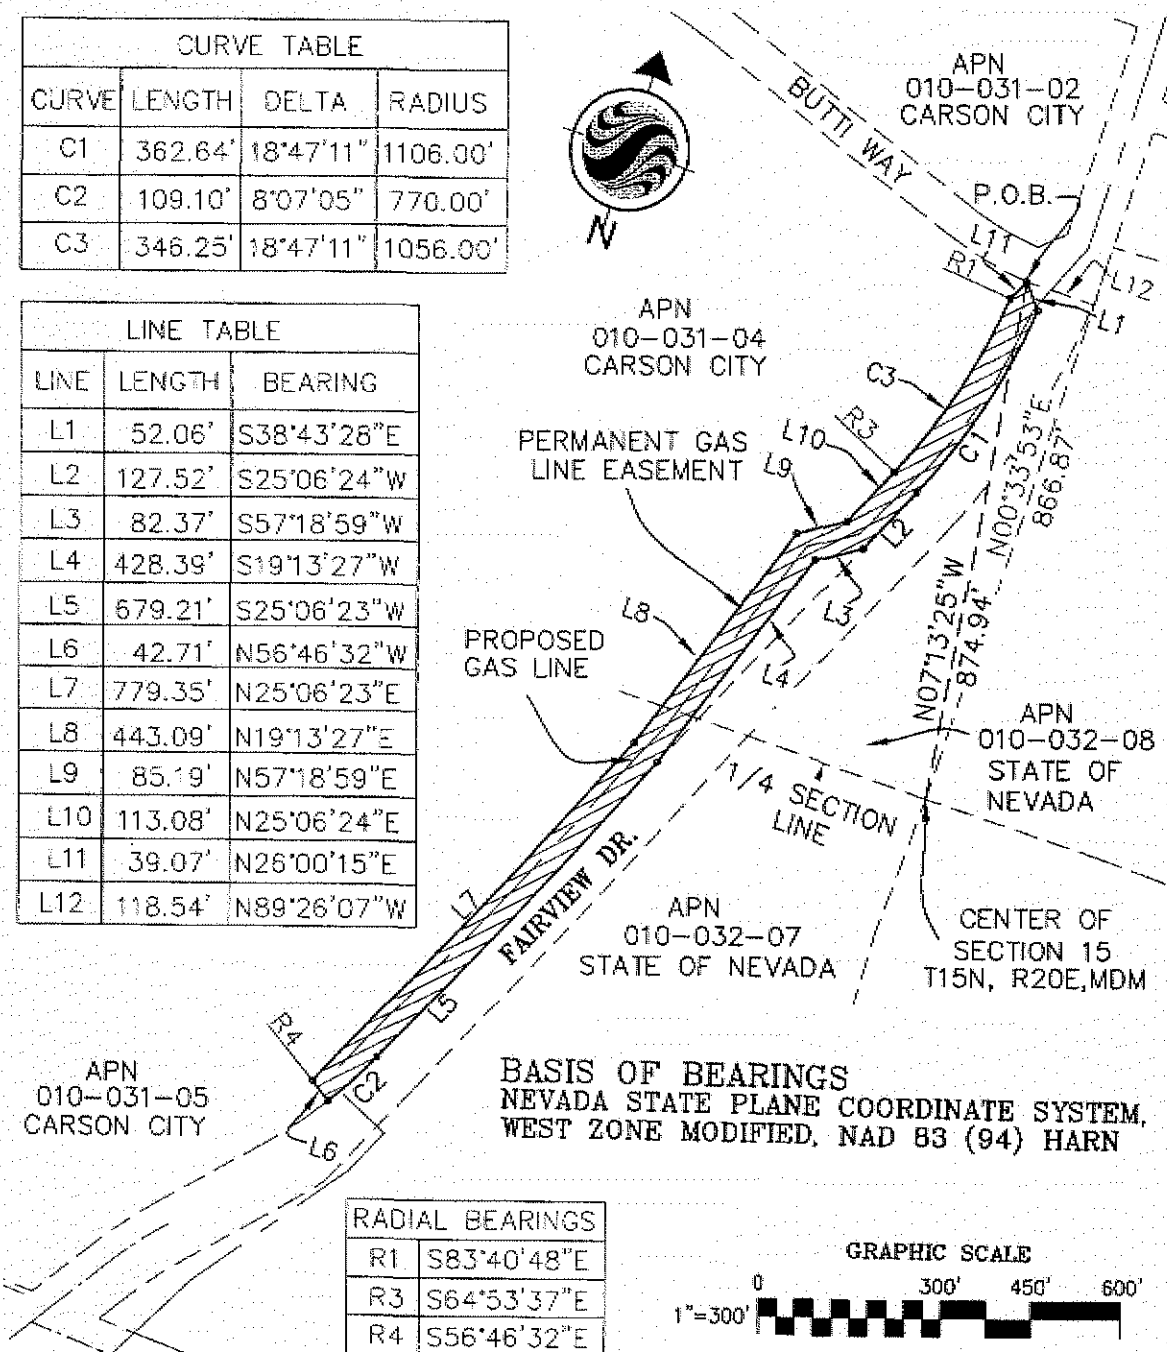 CURVE TABLE
CURVE LENGTH DELTA RADIUS
C1 362.64' 18°47'11" 1106.00'
C2 109.10' 8°07'05" 770.00'
C3 346.25' 18°47'11" 1056.00'
LINE TABLE
LINE LENGTH BEARING
L1 52.06' S38°43'28"E
L2 127.52' S25°06'24"W
L3 82.37' S57°18'59"W
L4 428.39' S19°13'27"W
L5 679.21' S25°06'23"W
L6 42.71' N56°46'32"W
L7 779.35' N25°06'23"E
L8 443.09' N19°13'27"E
L9 85.19' N57°18'59"E
L10 113.08' N25°06'24"E
L11 39.07' N26°00'15"E
L12 118.54' N89°26'07"W
N
BUTTI WAY
APN
010-031-02
CARSON CITY
P.O.B.
L11
R1
L12
L1
APN
010-031-04
CARSON CITY
C3
R3
L10
L9
C1
L2
L3
L4
L8
PERMANENT GAS
LINE EASEMENT
PROPOSED
GAS LINE
N00°33'53"E
866.87'
N07°13'25"W
874.94'
APN
010-032-08
STATE OF
NEVADA
1/4 SECTION
LINE
FAIRVIEW DR.
L7
L5
APN
010-032-07
STATE OF NEVADA
CENTER OF
SECTION 15
T15N, R20E,MDM
R4
C2
L6
APN
010-031-05
CARSON CITY
BASIS OF BEARINGS
NEVADA STATE PLANE COORDINATE SYSTEM,
WEST ZONE MODIFIED, NAD 83 (94) HARN
RADIAL BEARINGS
R1 S83°40'48"E
R3 S64°53'37"E
R4 S56°46'32"E
GRAPHIC SCALE
0 300' 450' 600'
1"=300'